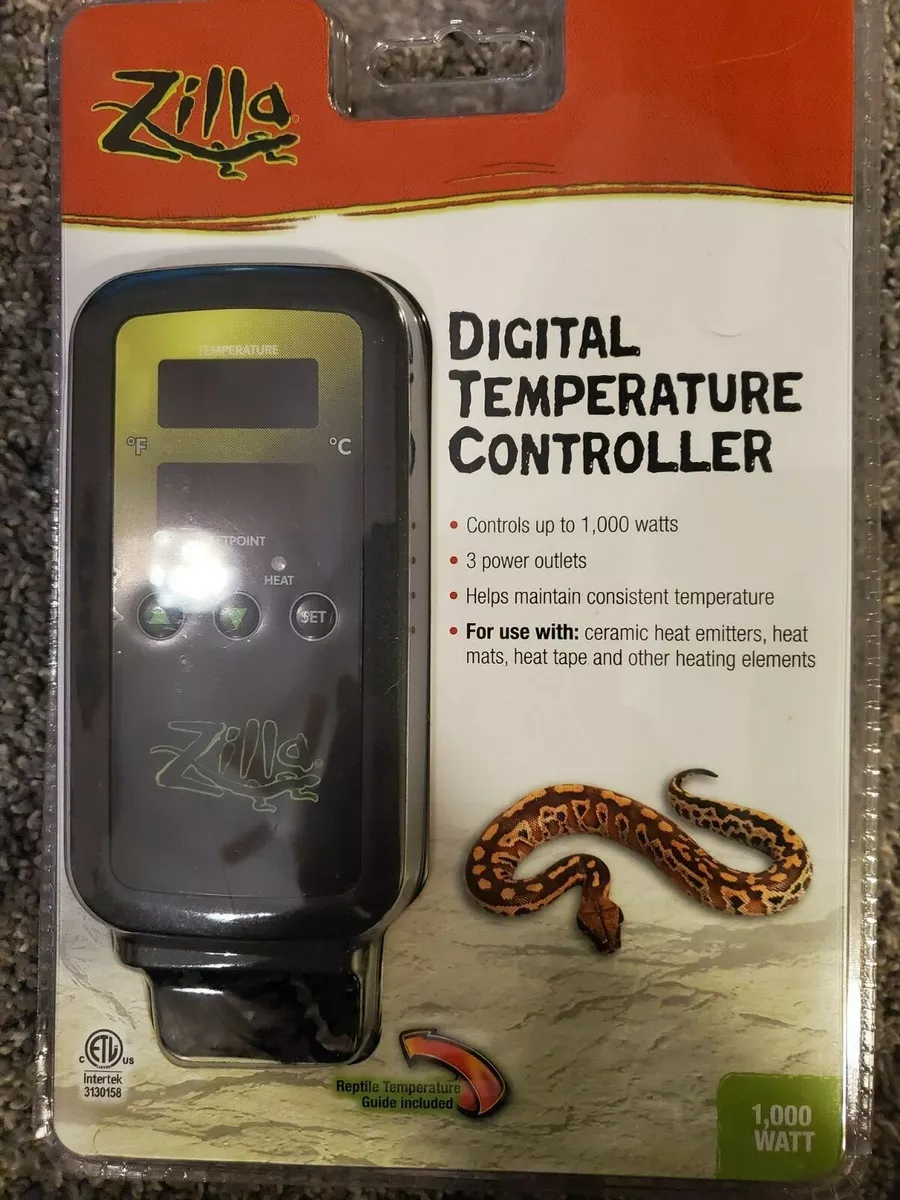 Zilla
TEMPERATURE
°F
°C
SETPOINT
HEAT
SET
Zilla
DIGITAL
TEMPERATURE
CONTROLLER
• Controls up to 1,000 watts
• 3 power outlets
• Helps maintain consistent temperature
• For use with: ceramic heat emitters, heat
mats, heat tape and other heating elements
C ETL US
Intertek
3130158
Reptile Temperature
Guide included
1,000
WATT